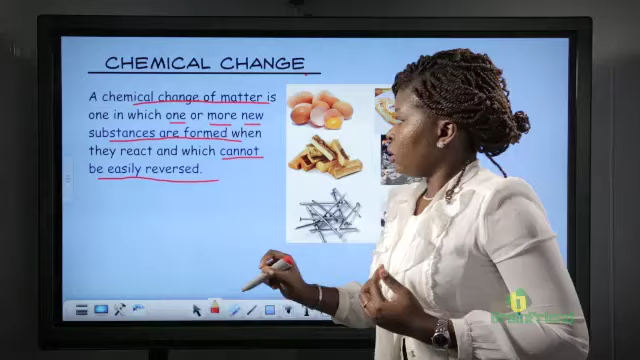 CHEMICAL CHANGE
A chemical change of matter is
one in which one or more new
substances are formed when
they react and which cannot
be easily reversed.